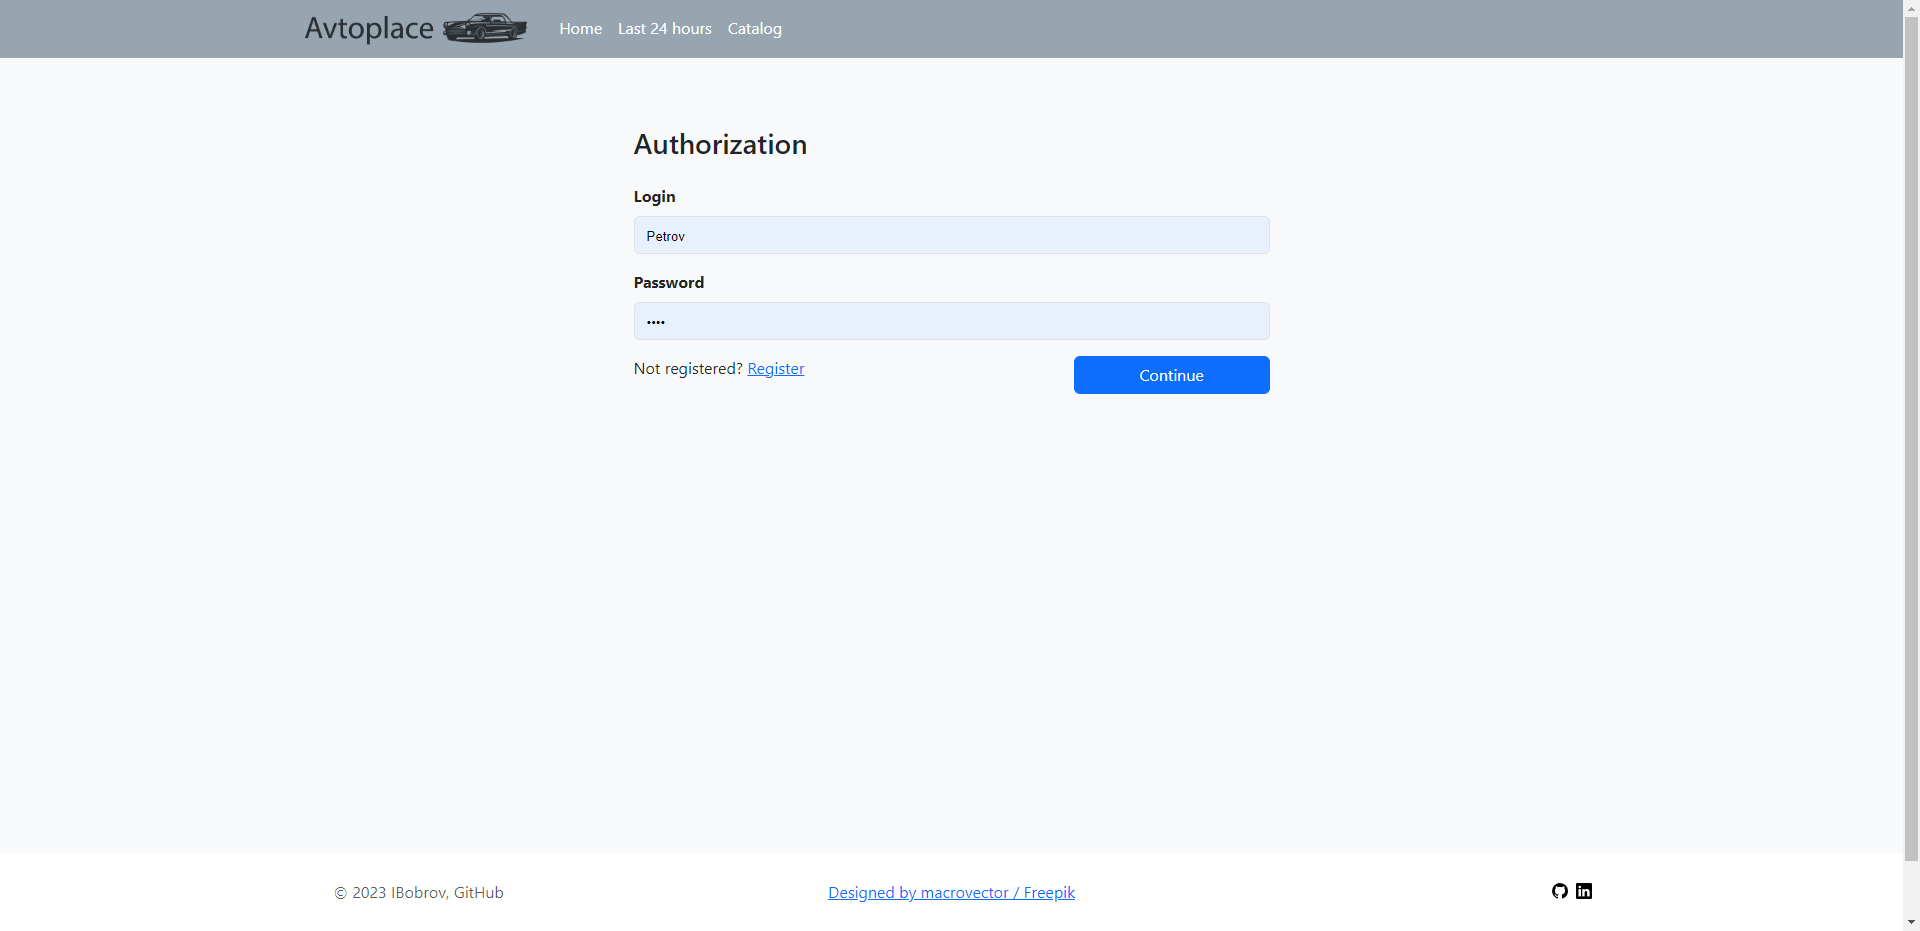 Avtoplace
Home Last 24 hours Catalog
Authorization
Login
Petrov
Password
••••
Not registered? Register
Continue
© 2023 IBobrov, GitHub
Designed by macrovector / Freepik
in